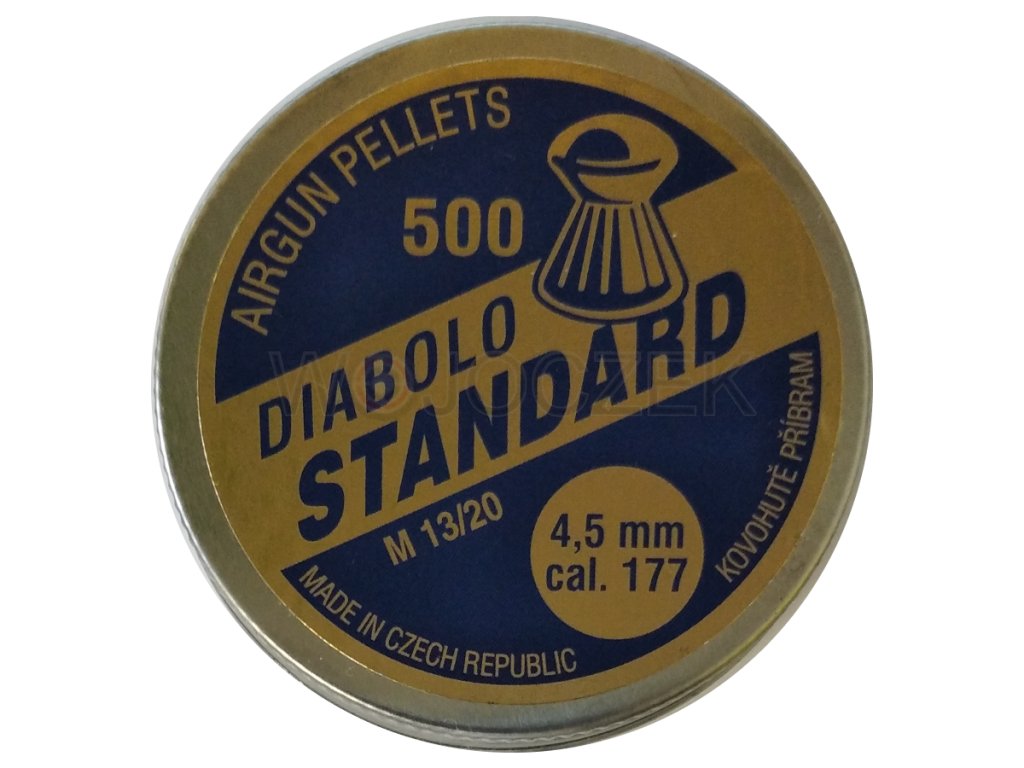 AIRGUN PELLETS
500
DIABOLO
STANDARD
M 13/20
4,5 mm
cal. 177
KOVOHUTĚ PŘÍBRAM
MADE IN CZECH REPUBLIC
WOJOCZEK